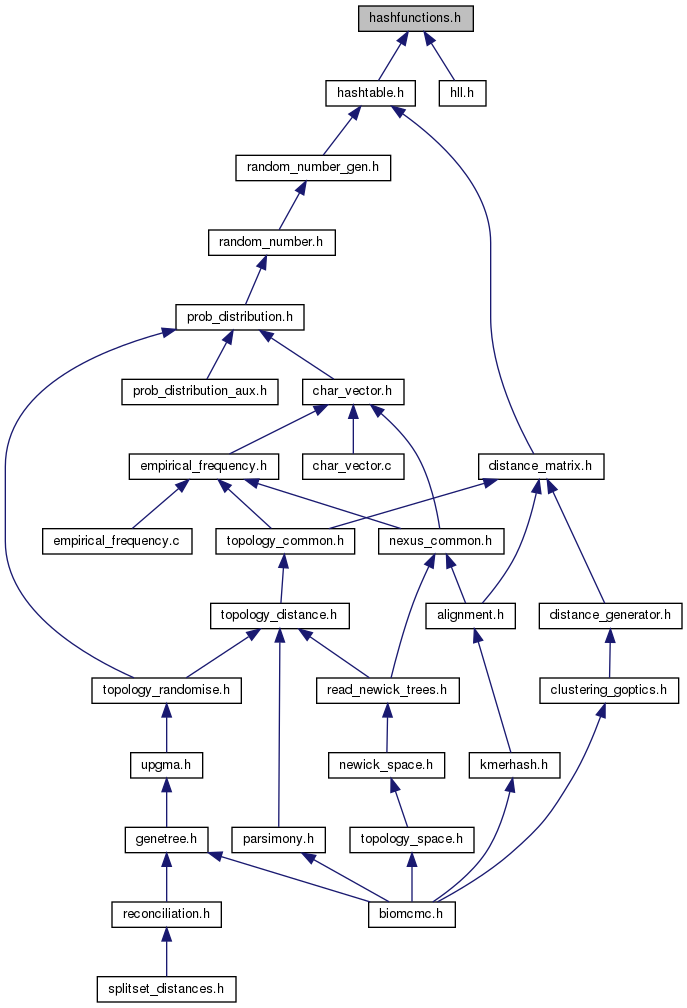 hashfunctions.h
hashtable.h
hll.h
random_number_gen.h
random_number.h
prob_distribution.h
prob_distribution_aux.h
char_vector.h
empirical_frequency.h
char_vector.c
distance_matrix.h
empirical_frequency.c
topology_common.h
nexus_common.h
topology_distance.h
alignment.h
distance_generator.h
topology_randomise.h
read_newick_trees.h
clustering_goptics.h
upgma.h
newick_space.h
kmerhash.h
genetree.h
parsimony.h
topology_space.h
reconciliation.h
biomcmc.h
splitset_distances.h